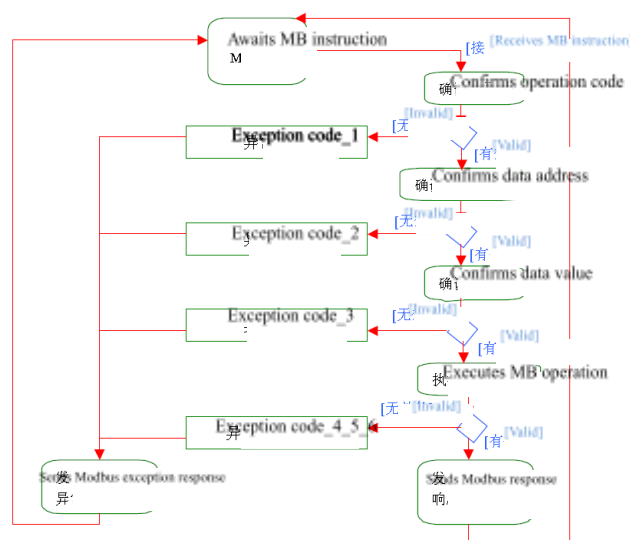 Awaits MB instruction
M
[接
[Receives MB instruction
Confirms operation code
确
[Invalid]
[无
Exception code_1
异
[Valid]
[有
Confirms data address
确
[Invalid]
[无
Exception code_2
[Valid]
[有
Confirms data value
确
[Invalid]
[无
Exception code_3
[Valid]
[有
Executes MB operation
执
[Invalid]
[无
Exception code_4_5_6
异
[Valid]
[有
Sends Modbus exception response
发
异
Sends Modbus response
发
响